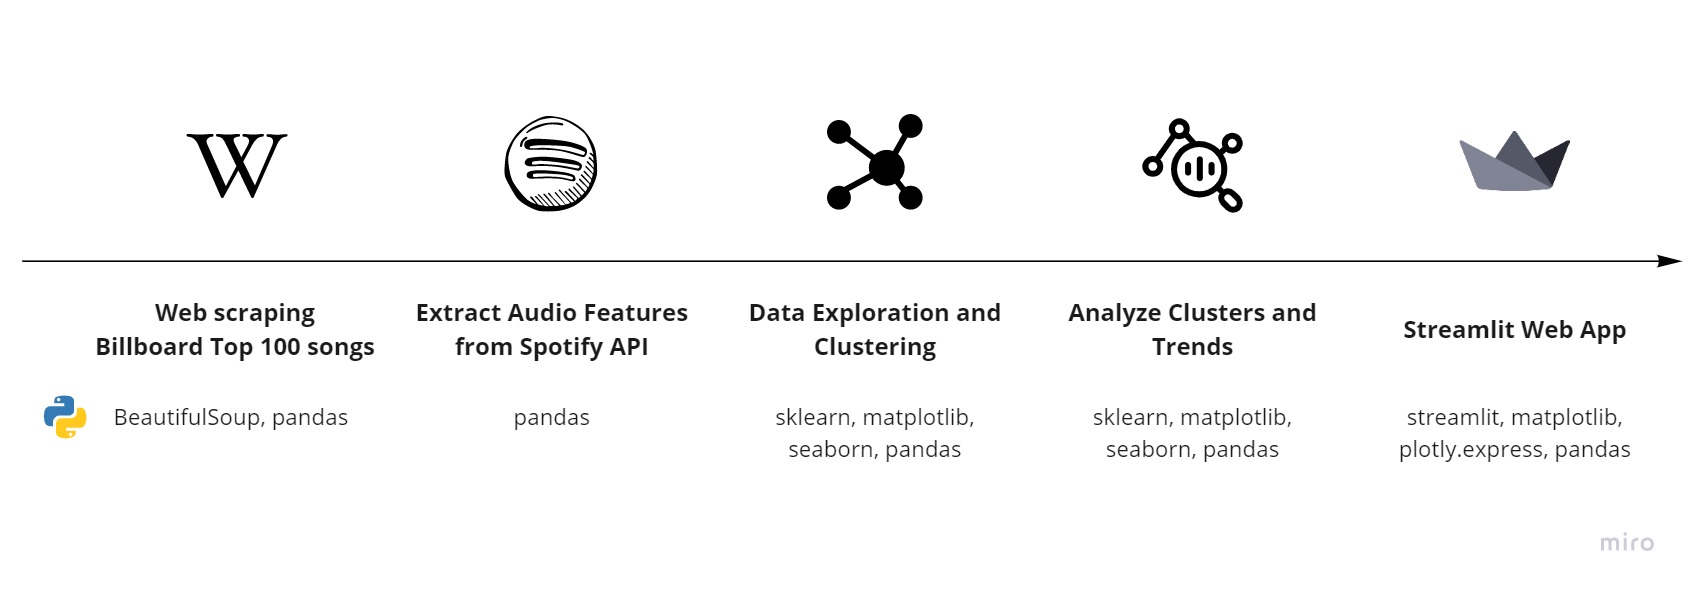 W
Web scraping
Billboard Top 100 songs
Extract Audio Features
from Spotify API
Data Exploration and
Clustering
Analyze Clusters and
Trends
Streamlit Web App
BeautifulSoup, pandas
pandas
sklearn, matplotlib,
seaborn, pandas
sklearn, matplotlib,
seaborn, pandas
streamlit, matplotlib,
plotly.express, pandas
miro